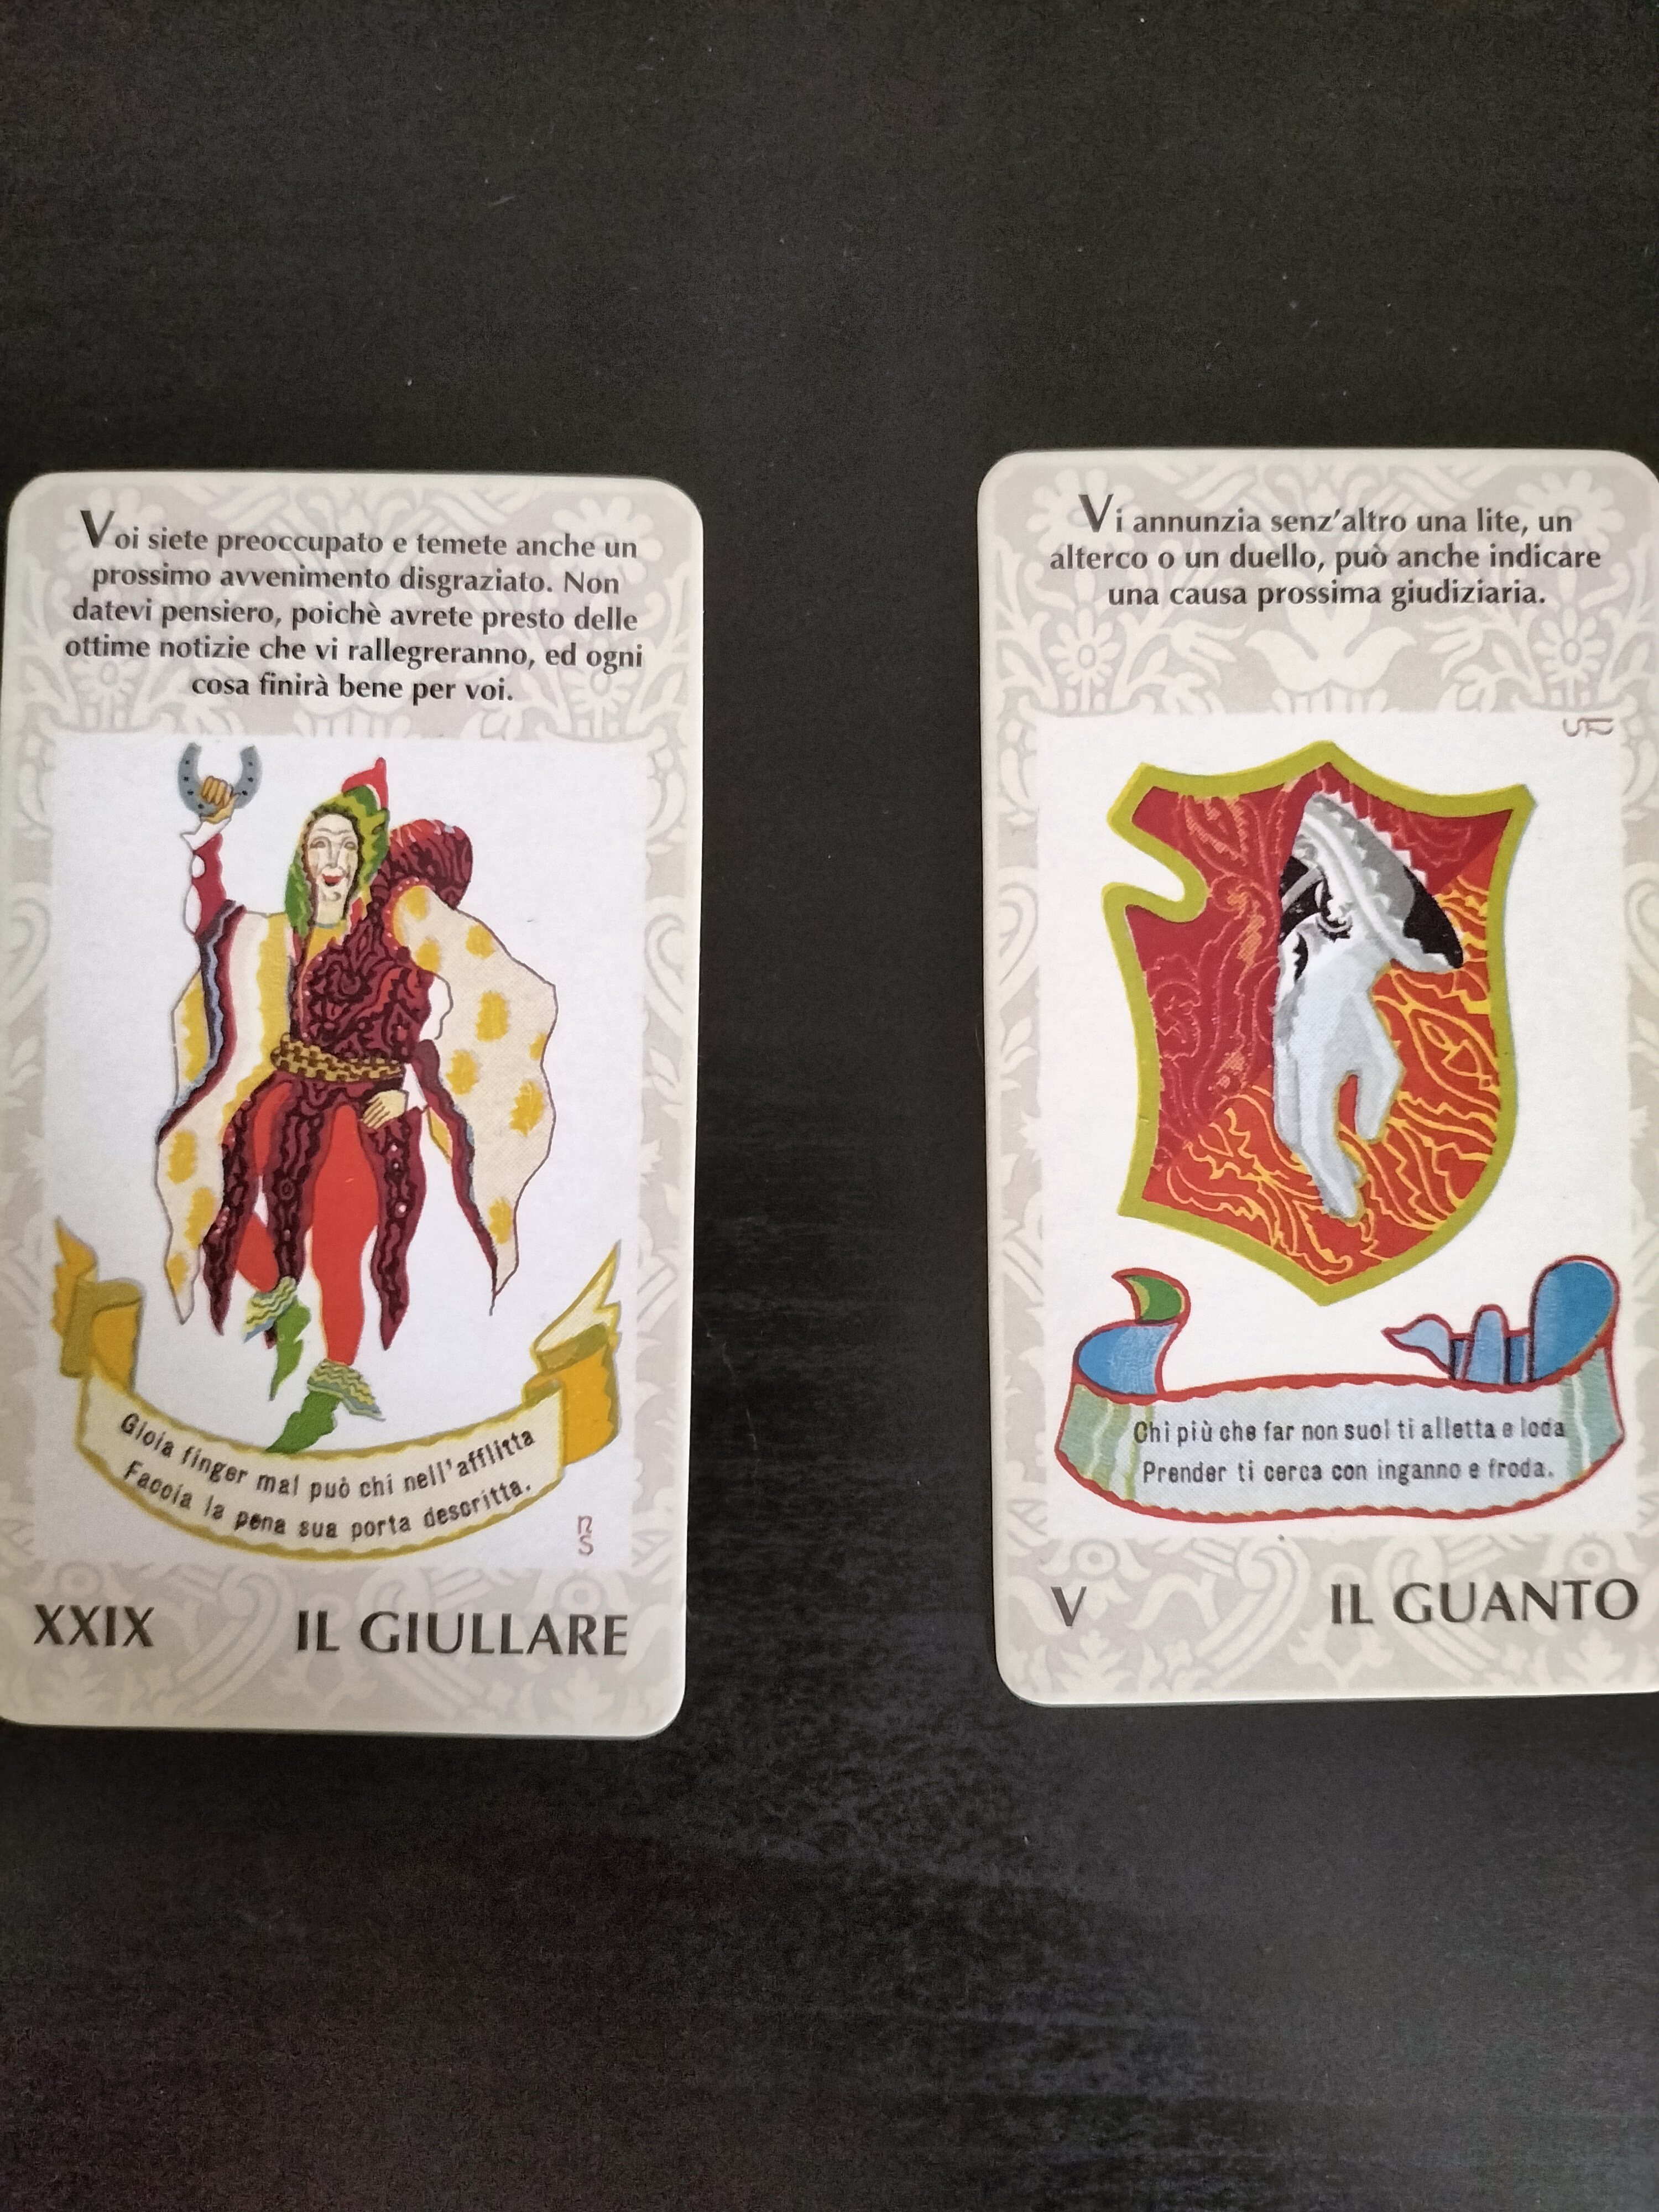 Voi siete preoccupato e temete anche un
prossimo avvenimento disgraziato. Non
datevi pensiero, poichè avrete presto delle
ottime notizie che vi rallegreranno, ed ogni
cosa finirà bene per voi.
Gioia finger mal può chi nell'afflitta
Faccia la pena sua porta descritta.
XXIX IL GIULLARE
Vi annunzia senz'altro una lite, un
alterco o un duello, può anche indicare
una causa prossima giudiziaria.
Chi più che far non suol ti alletta e loda
Prender ti cerca con inganno e froda.
V IL GUANTO